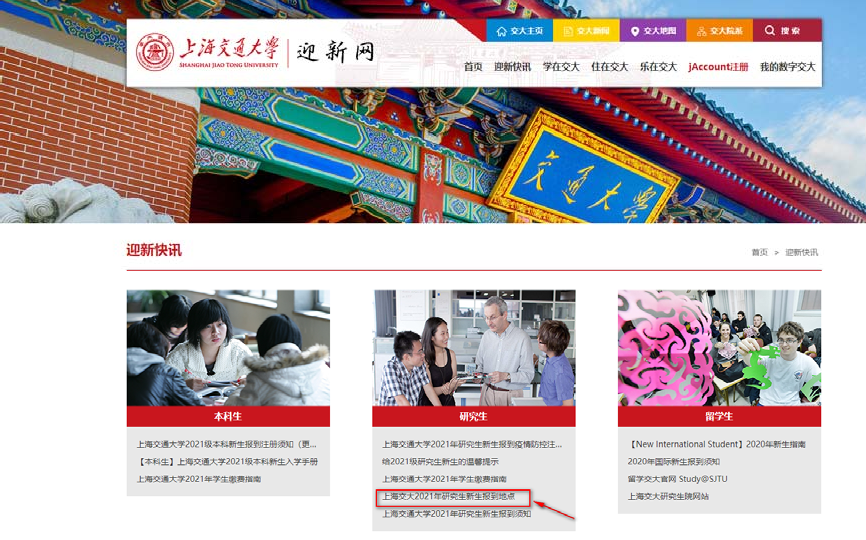 交大主页 交大新闻 交大地图 交大院系 搜 索
上海交通大学 迎新网
SHANGHAI JIAO TONG UNIVERSITY
首页 迎新快讯 学在交大 住在交大 乐在交大 jAccount注册 我的数字交大
交通大学
迎新快讯
首页 > 迎新快讯
本科生
上海交通大学2021级本科新生报到注册须知（更...
【本科生】上海交通大学2021级本科新生入学手册
上海交通大学2021年学生缴费指南
研究生
上海交通大学2021年研究生新生报到疫情防控注...
给2021级研究生新生的温馨提示
上海交通大学2021年学生缴费指南
上海交大2021年研究生新生报到地点
上海交通大学2021年研究生新生报到须知
留学生
【New International Student】2020年新生指南
2020年国际新生报到须知
留学交大官网 Study@SJTU
上海交大研究生院网站